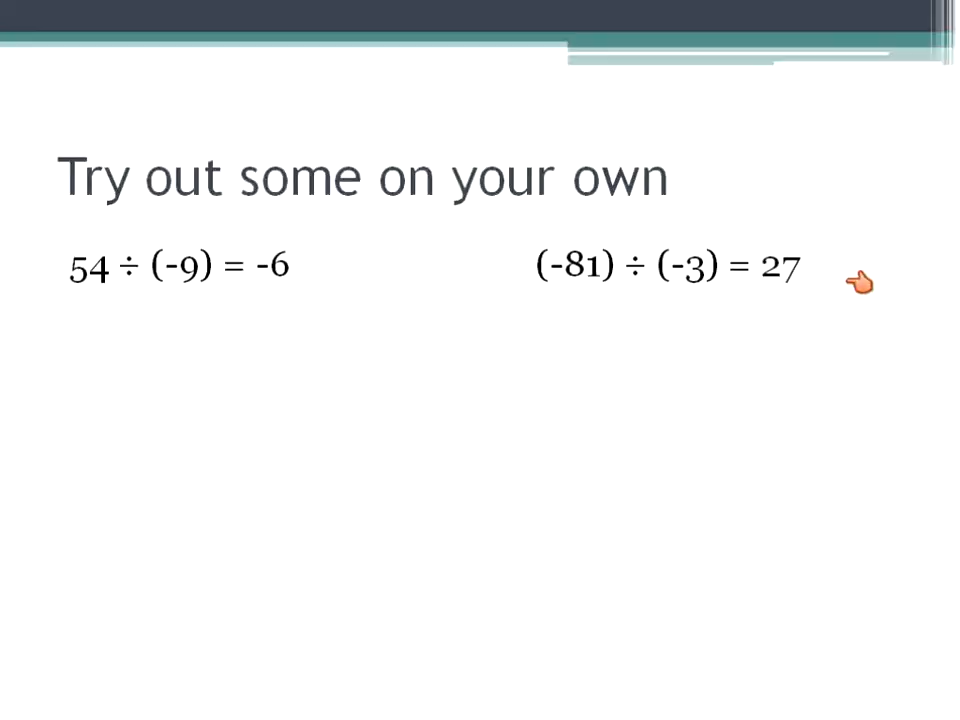 Try out some on your own
54 ÷ (-9) = -6
(-81) ÷ (-3) = 27